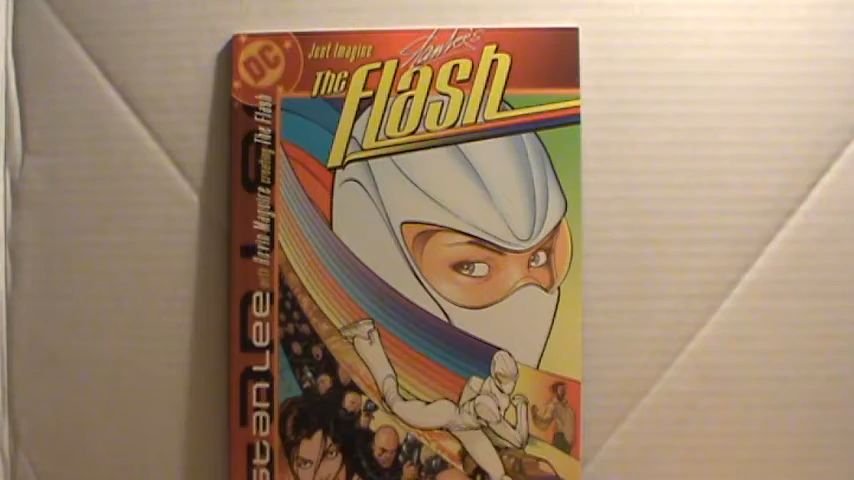 DC
Just Imagine
Stan Lee's
The Flash
STAN LEE with Kevin Maguire creating The Flash